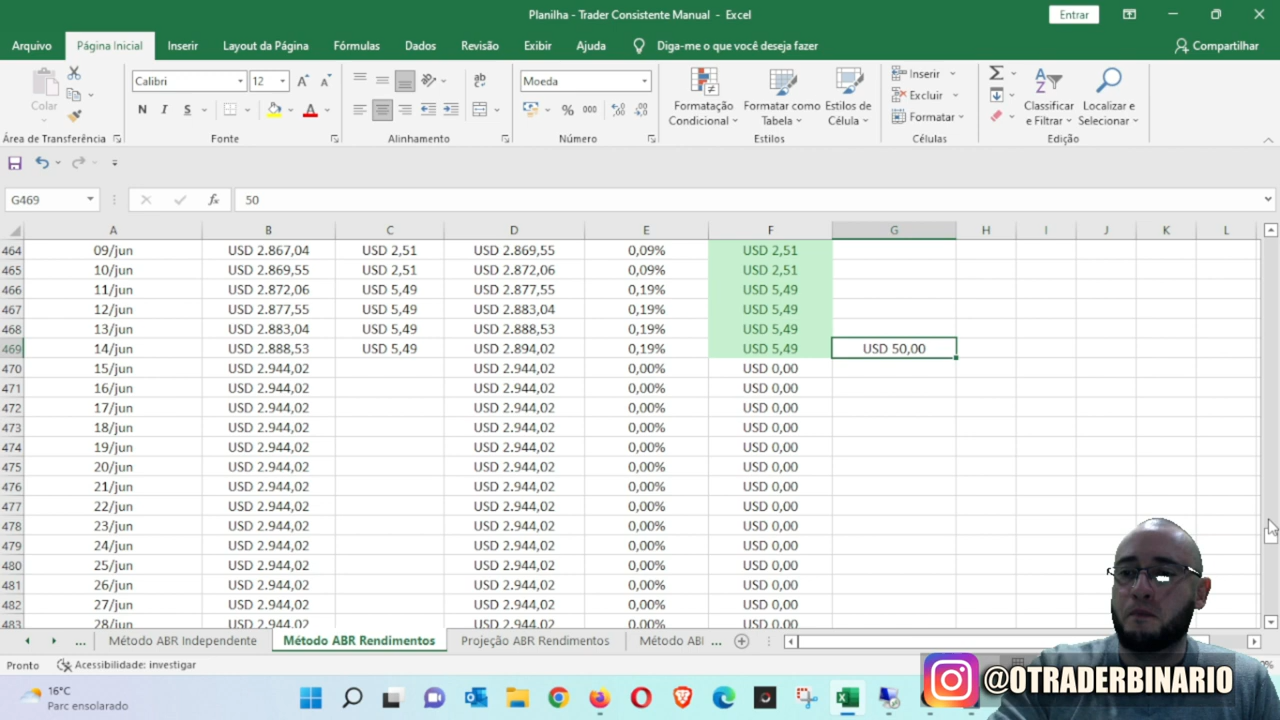 Planilha - Trader Consistente Manual - Excel
Entrar
Arquivo Página Inicial Inserir Layout da Página Fórmulas Dados Revisão Exibir Ajuda Diga-me o que você deseja fazer Compartilhar
Colar
Calibri 12
N I S
Moeda
% 000
Formatação Condicional
Formatar como Tabela
Estilos de Célula
Inserir
Excluir
Formatar
Classificar e Filtrar
Localizar e Selecionar
Área de Transferência Fonte Alinhamento Número Estilos Células Edição
G469 fx 50
A B C D E F G H I J K L
464 09/jun USD 2.867,04 USD 2,51 USD 2.869,55 0,09% USD 2,51
465 10/jun USD 2.869,55 USD 2,51 USD 2.872,06 0,09% USD 2,51
466 11/jun USD 2.872,06 USD 5,49 USD 2.877,55 0,19% USD 5,49
467 12/jun USD 2.877,55 USD 5,49 USD 2.883,04 0,19% USD 5,49
468 13/jun USD 2.883,04 USD 5,49 USD 2.888,53 0,19% USD 5,49
469 14/jun USD 2.888,53 USD 5,49 USD 2.894,02 0,19% USD 5,49 USD 50,00
470 15/jun USD 2.944,02 USD 2.944,02 0,00% USD 0,00
471 16/jun USD 2.944,02 USD 2.944,02 0,00% USD 0,00
472 17/jun USD 2.944,02 USD 2.944,02 0,00% USD 0,00
473 18/jun USD 2.944,02 USD 2.944,02 0,00% USD 0,00
474 19/jun USD 2.944,02 USD 2.944,02 0,00% USD 0,00
475 20/jun USD 2.944,02 USD 2.944,02 0,00% USD 0,00
476 21/jun USD 2.944,02 USD 2.944,02 0,00% USD 0,00
477 22/jun USD 2.944,02 USD 2.944,02 0,00% USD 0,00
478 23/jun USD 2.944,02 USD 2.944,02 0,00% USD 0,00
479 24/jun USD 2.944,02 USD 2.944,02 0,00% USD 0,00
480 25/jun USD 2.944,02 USD 2.944,02 0,00% USD 0,00
481 26/jun USD 2.944,02 USD 2.944,02 0,00% USD 0,00
482 27/jun USD 2.944,02 USD 2.944,02 0,00% USD 0,00
483 28/jun USD 2.944,02 USD 2.944,02 0,00% USD 0,00
... Método ABR Independente Método ABR Rendimentos Projeção ABR Rendimentos Método ABI ...
Pronto Acessibilidade: investigar
@OTRADERBINARIO
16°C
Parc ensolarado